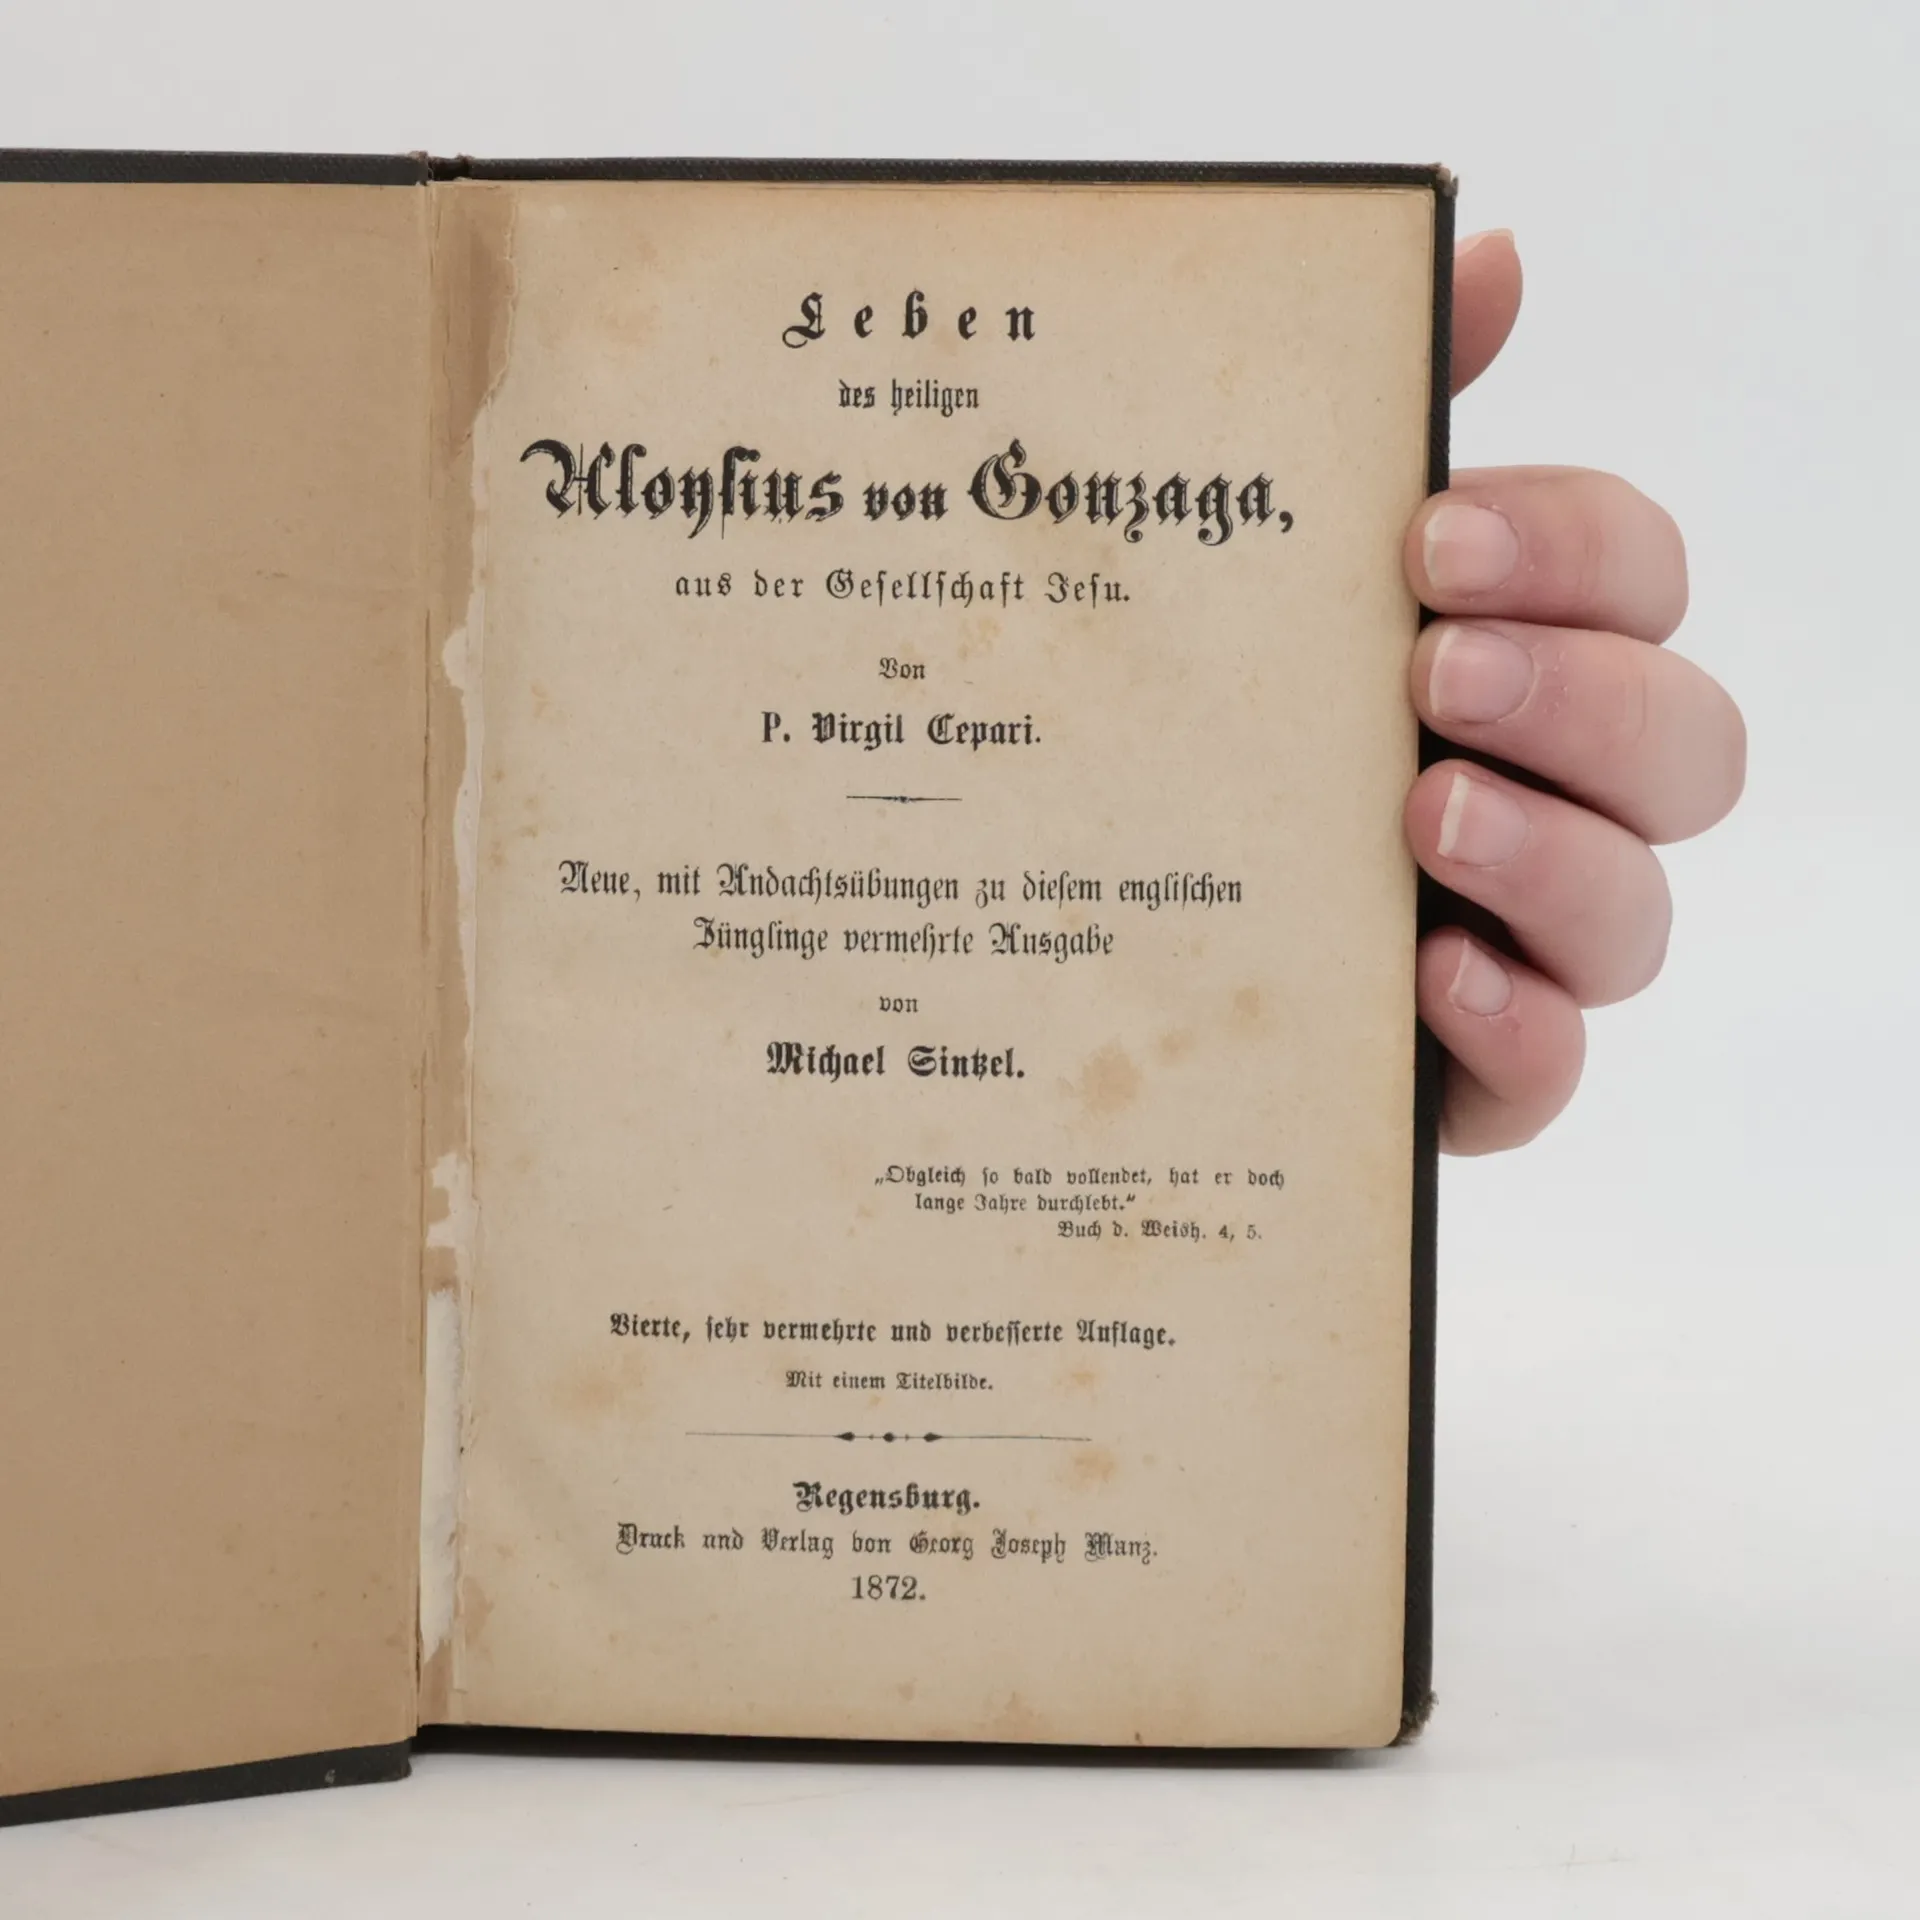 Leben
des heiligen
Aloysius von Gonzaga,
aus der Gesellschaft Jesu.
Von
P. Virgil Cepari.
Neue, mit Andachtsübungen zu diesem englischen
Jünglinge vermehrte Ausgabe
von
Michael Sintzel.
„Obgleich so bald vollendet, hat er doch
lange Jahre durchlebt.“
Buch d. Weish. 4, 5.
Vierte, sehr vermehrte und verbesserte Auflage.
Mit einem Titelbilde.
Regensburg.
Druck und Verlag von Georg Joseph Manz.
1872.